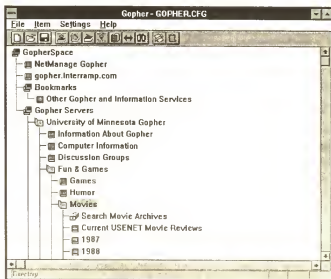 Gopher - GOPHER.CFG
File Item Settings Help
GopherSpace
NetManage Gopher
gopher.interramp.com
Bookmarks
Other Gopher and Information Services
Gopher Servers
University of Minnesota Gopher
Information About Gopher
Computer Information
Discussion Groups
Fun & Games
Games
Humor
Movies
Search Movie Archives
Current USENET Movie Reviews
1987
1988